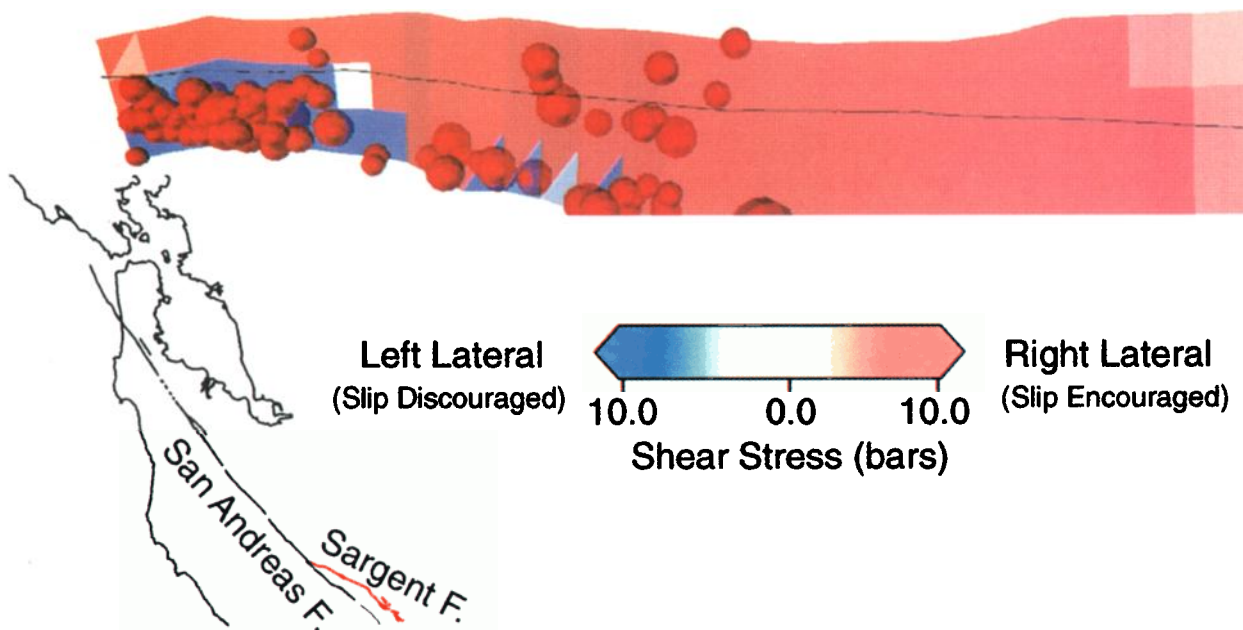 Left Lateral
(Slip Discouraged)
Right Lateral
(Slip Encouraged)
10.0 0.0 10.0
Shear Stress (bars)
San Andreas F.
Sargent F.